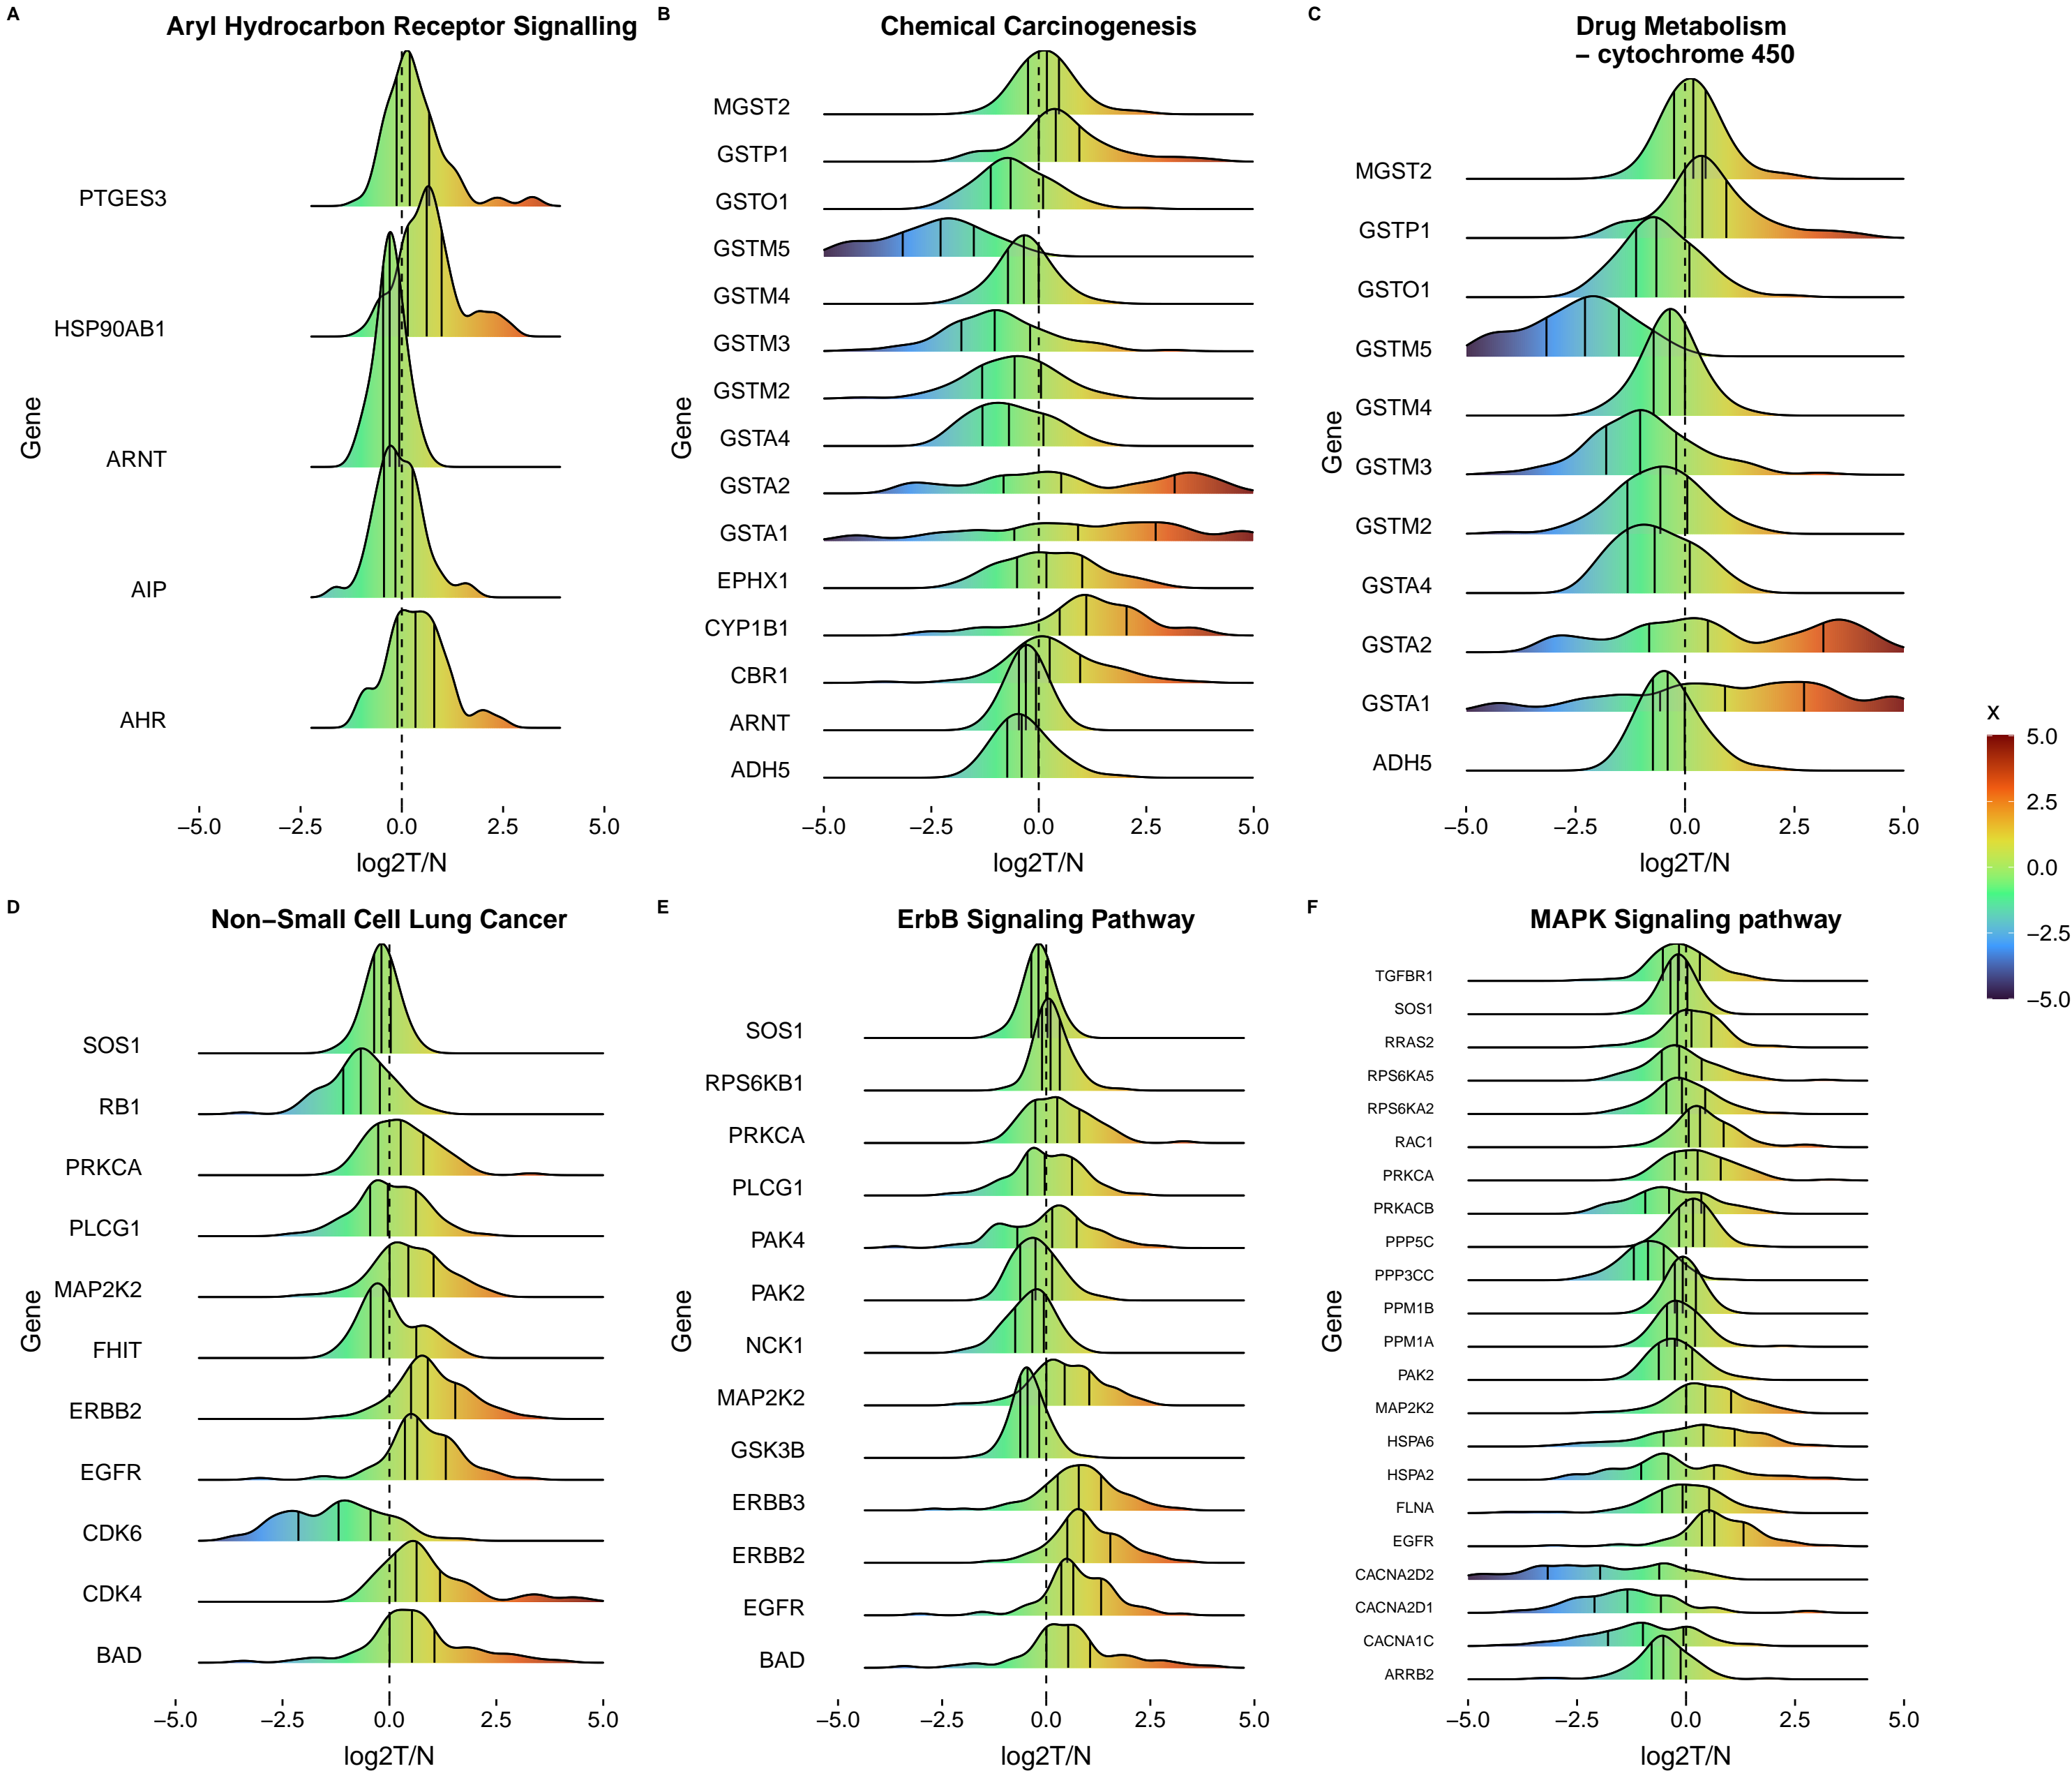 A
Aryl Hydrocarbon Receptor Signalling
PTGES3
HSP90AB1
ARNT
AIP
AHR
Gene
−5.0 −2.5 0.0 2.5 5.0
log2T/N
B
Chemical Carcinogenesis
MGST2
GSTP1
GSTO1
GSTM5
GSTM4
GSTM3
GSTM2
GSTA4
GSTA2
GSTA1
EPHX1
CYP1B1
CBR1
ARNT
ADH5
Gene
−5.0 −2.5 0.0 2.5 5.0
log2T/N
C
Drug Metabolism
− cytochrome 450
MGST2
GSTP1
GSTO1
GSTM5
GSTM4
GSTM3
GSTM2
GSTA4
GSTA2
GSTA1
ADH5
Gene
−5.0 −2.5 0.0 2.5 5.0
log2T/N
x
5.0
2.5
0.0
−2.5
−5.0
D
Non−Small Cell Lung Cancer
SOS1
RB1
PRKCA
PLCG1
MAP2K2
FHIT
ERBB2
EGFR
CDK6
CDK4
BAD
Gene
−5.0 −2.5 0.0 2.5 5.0
log2T/N
E
ErbB Signaling Pathway
SOS1
RPS6KB1
PRKCA
PLCG1
PAK4
PAK2
NCK1
MAP2K2
GSK3B
ERBB3
ERBB2
EGFR
BAD
Gene
−5.0 −2.5 0.0 2.5 5.0
log2T/N
F
MAPK Signaling pathway
TGFBR1
SOS1
RRAS2
RPS6KA5
RPS6KA2
RAC1
PRKCA
PRKACB
PPP5C
PPP3CC
PPM1B
PPM1A
PAK2
MAP2K2
HSPA6
HSPA2
FLNA
EGFR
CACNA2D2
CACNA2D1
CACNA1C
ARRB2
Gene
−5.0 −2.5 0.0 2.5 5.0
log2T/N